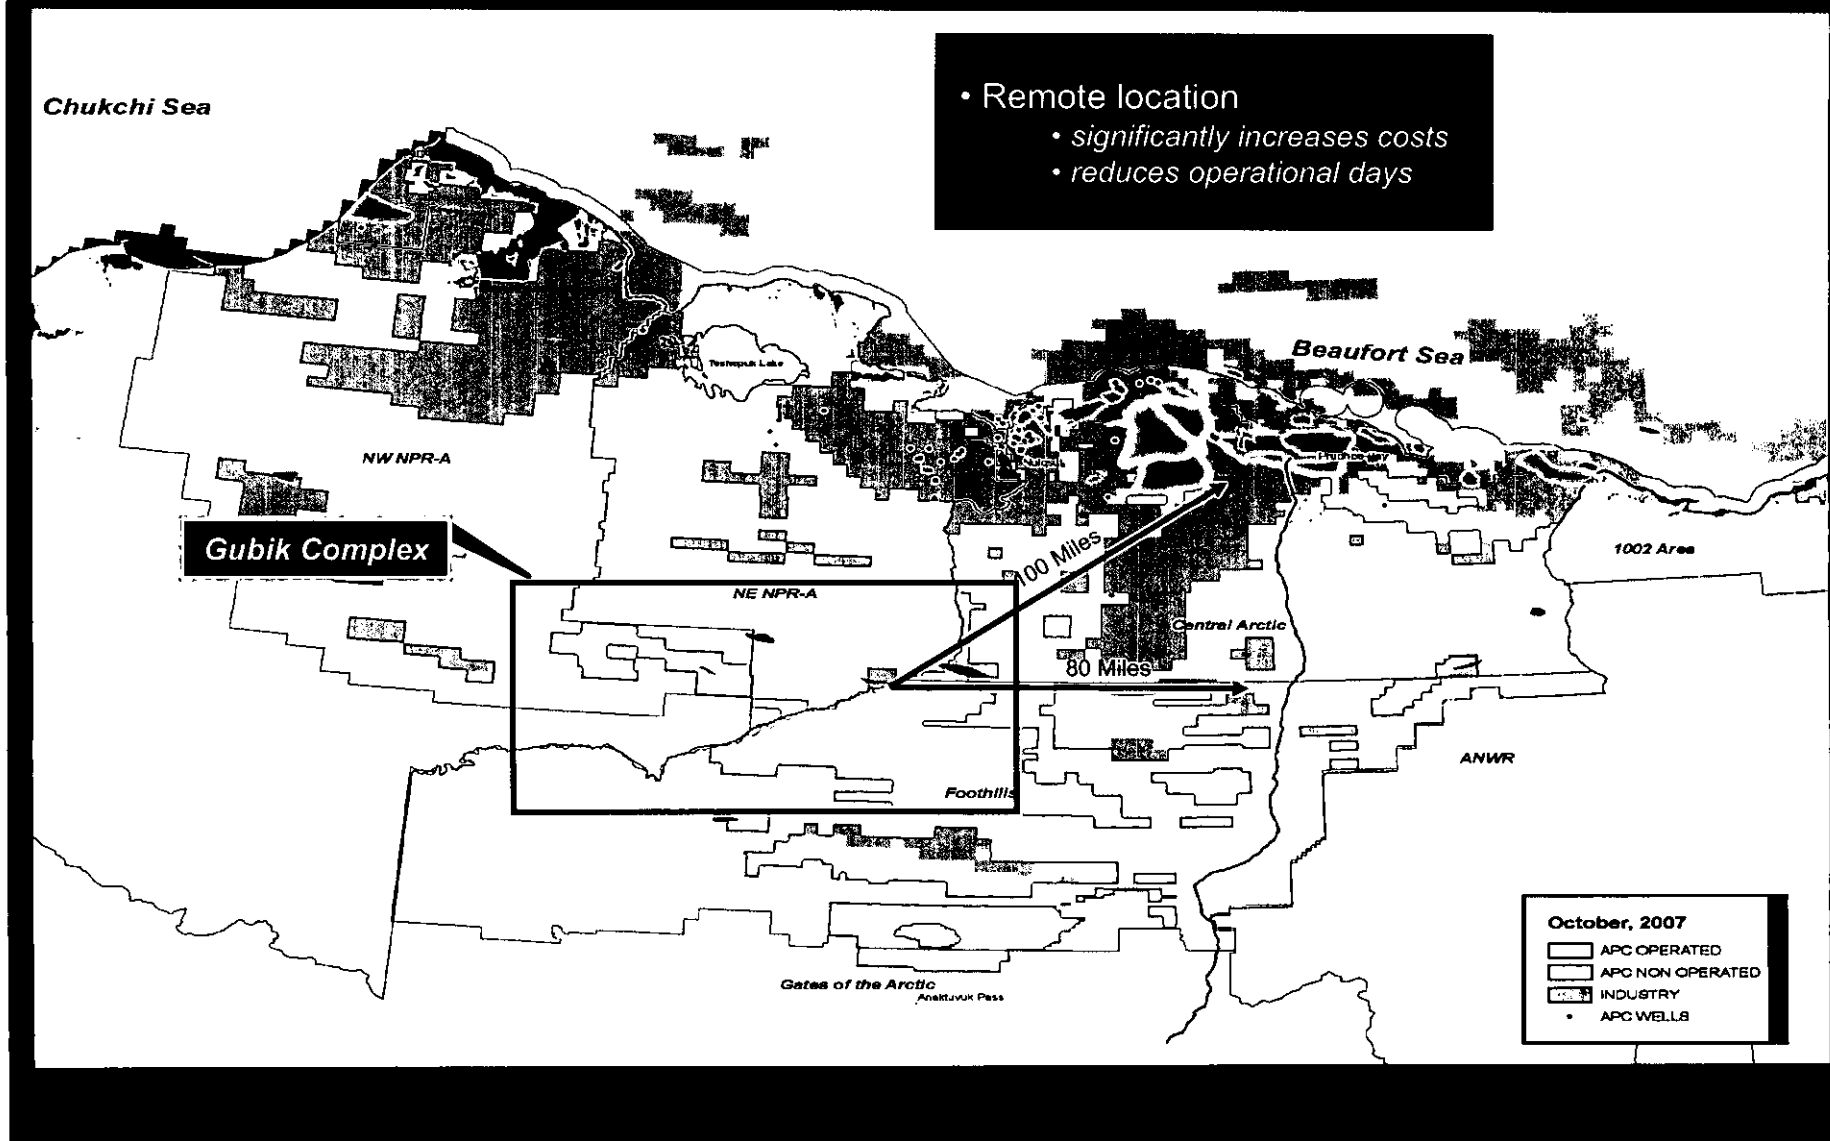 Chukchi Sea
• Remote location
• significantly increases costs
• reduces operational days
Beaufort Sea
Teshepuk Lake
NW NPR-A
Gubik Complex
100 Miles
1002 Area
NE NPR-A
Central Arctic
80 Miles
ANWR
Foothills
October, 2007
APC OPERATED
APC NON OPERATED
INDUSTRY
• APC WELLS
Gates of the Arctic
Anaktuvuk Pass